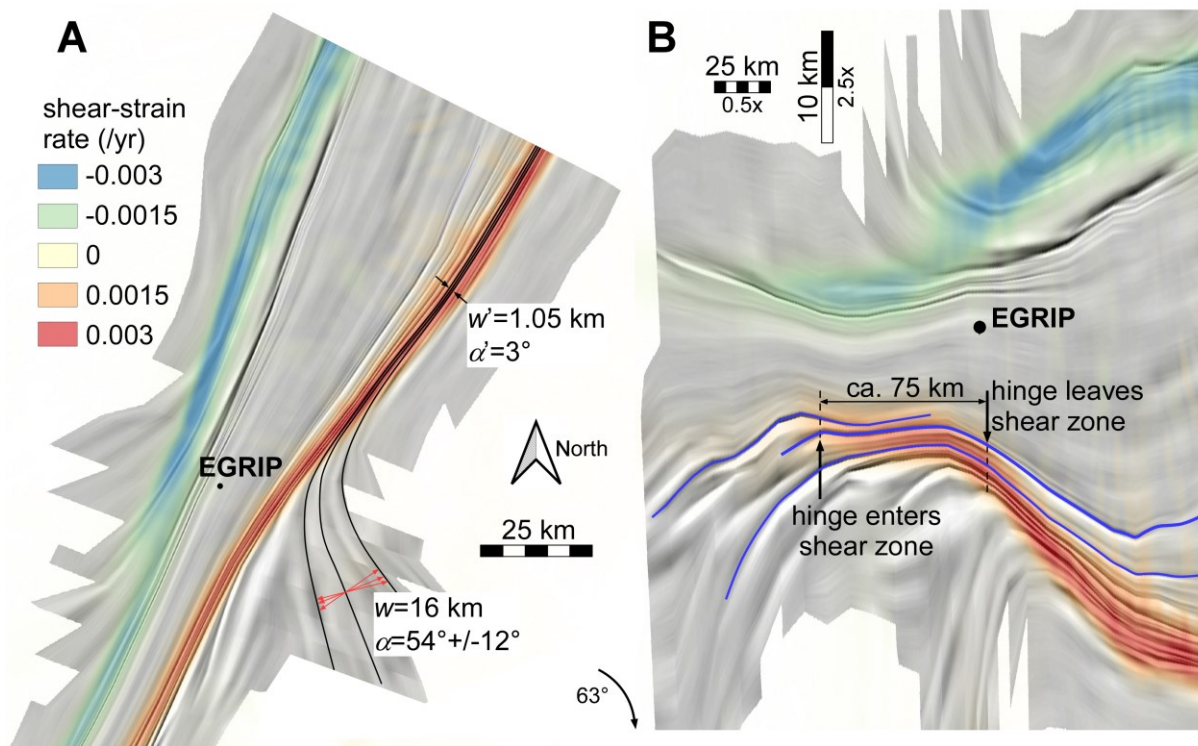 A
shear-strain
rate (/yr)
-0.003
-0.0015
0
0.0015
0.003
w'=1.05 km
α'=3°
EGRIP
North
25 km
w=16 km
α=54°+/-12°
63°
B
25 km
0.5x
10 km
2.5x
EGRIP
ca. 75 km
hinge leaves
shear zone
hinge enters
shear zone